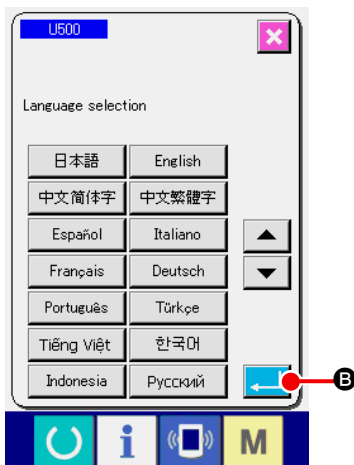 U500
Language selection
日本語 English
中文简体字 中文繁體字
Español Italiano
Français Deutsch
Português Türkçe
Tiếng Việt 한국어
Indonesia Русский
B
i M